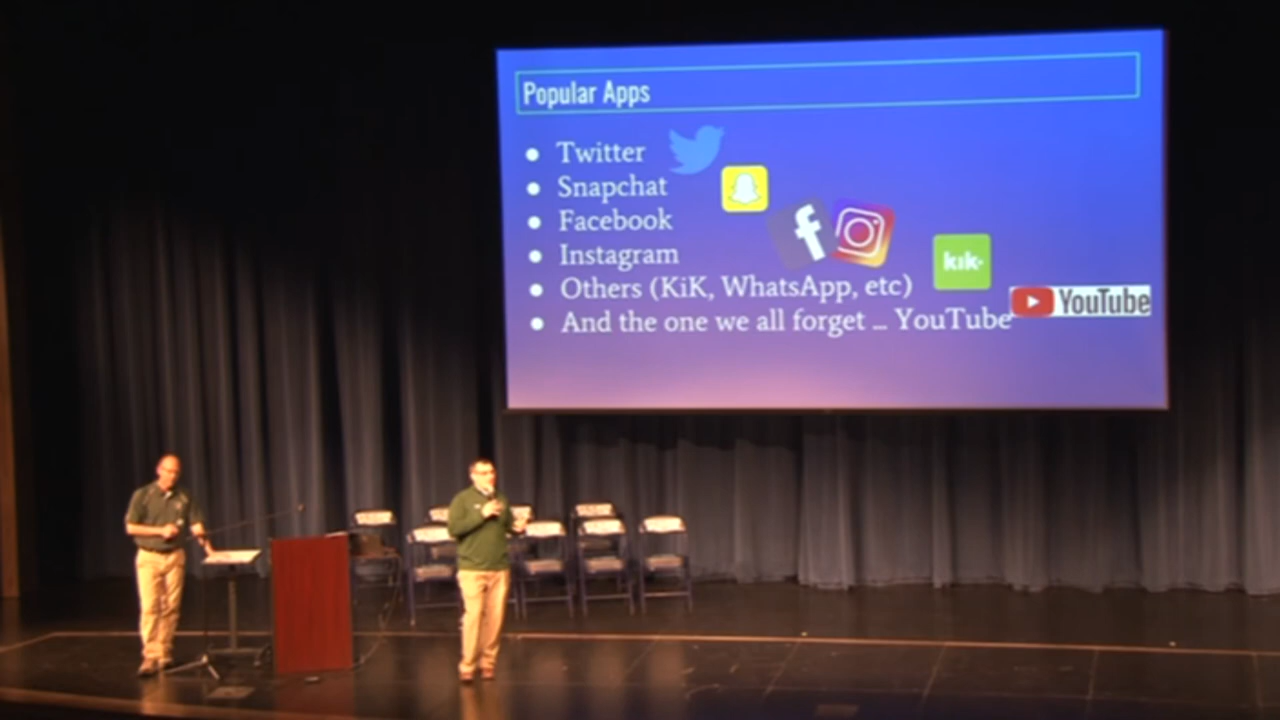 Popular Apps
● Twitter
● Snapchat
● Facebook
● Instagram
● Others (KiK, WhatsApp, etc)
● And the one we all forget ... YouTube
kik·
YouTube